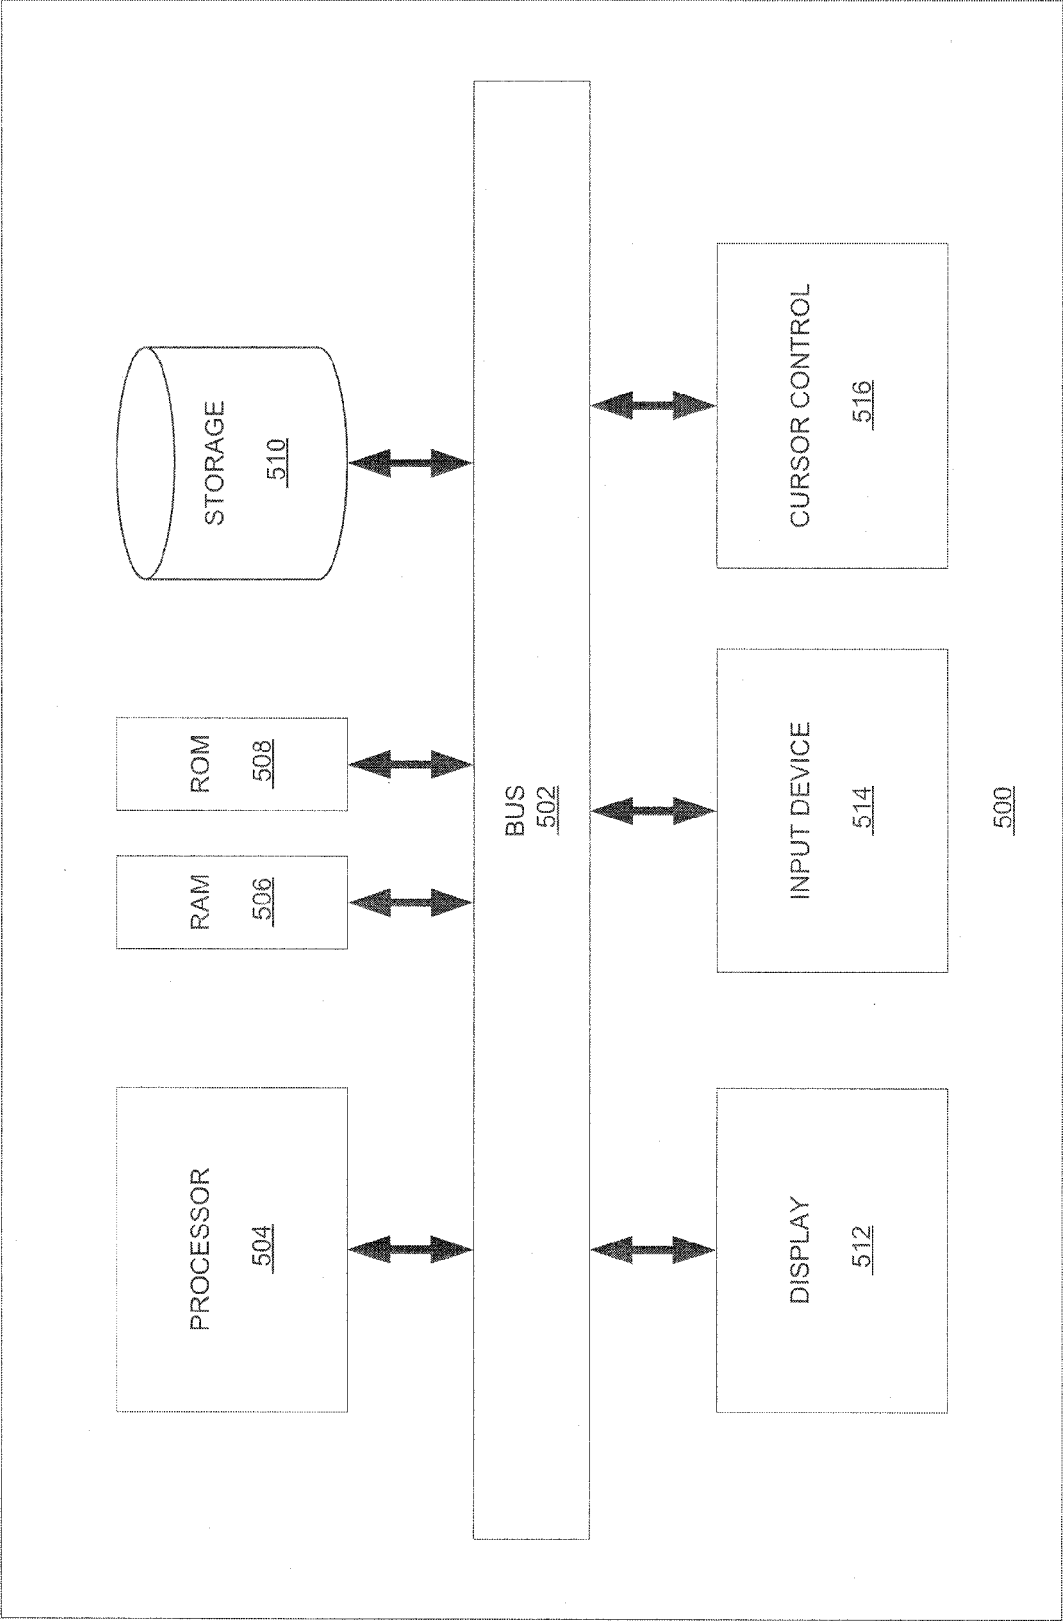 PROCESSOR
504
RAM
506
ROM
508
STORAGE
510
BUS
502
DISPLAY
512
INPUT DEVICE
514
CURSOR CONTROL
516
500